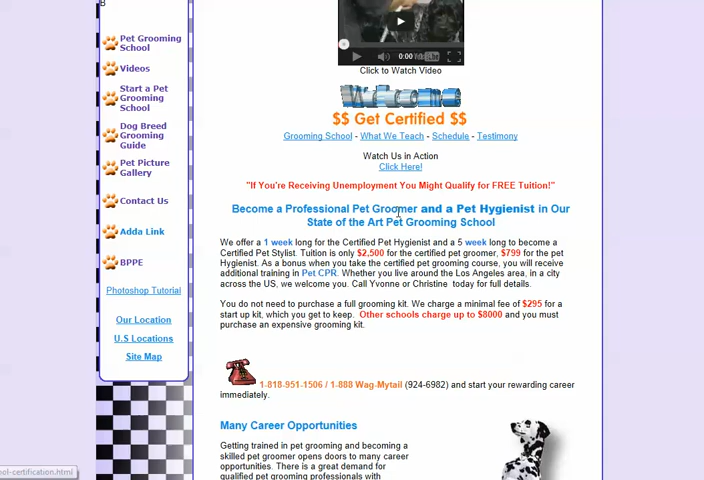 B
Pet Grooming
School
Videos
Start a Pet
Grooming
School
Dog Breed
Grooming
Guide
Pet Picture
Gallery
Contact Us
Adda Link
BPPE
Photoshop Tutorial
Our Location
U.S Locations
Site Map
0:00
Click to Watch Video
Welcome
$$ Get Certified $$
Grooming School - What We Teach - Schedule - Testimony
Watch Us in Action
Click Here!
"If You're Receiving Unemployment You Might Qualify for FREE Tuition!"
Become a Professional Pet Groomer and a Pet Hygienist in Our
State of the Art Pet Grooming School
We offer a 1 week long for the Certified Pet Hygienist and a 5 week long to become a
Certified Pet Stylist. Tuition is only $2,500 for the certified pet groomer, $799 for the pet
Hygienist. As a bonus when you take the certified pet grooming course, you will receive
additional training in Pet CPR. Whether you live around the Los Angeles area, in a city
across the US, we welcome you. Call Yvonne or Christine today for full details.
You do not need to purchase a full grooming kit. We charge a minimal fee of $295 for a
start up kit, which you get to keep. Other schools charge up to $8000 and you must
purchase an expensive grooming kit.
1-818-951-1506 / 1-888 Wag-Mytail (924-6982) and start your rewarding career
immediately.
Many Career Opportunities
Getting trained in pet grooming and becoming a
skilled pet groomer opens doors to many career
opportunities. There is a great demand for
skilled pet grooming professionals with
ool-certification.html